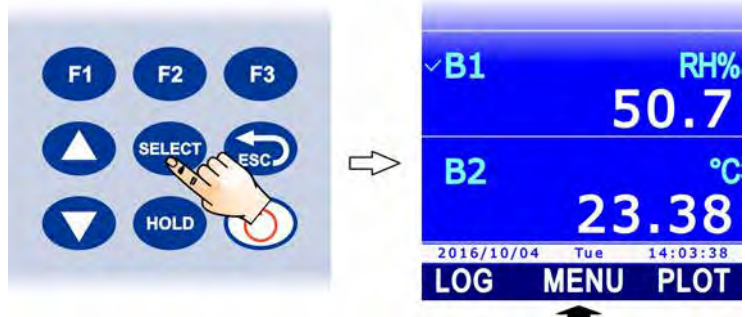 F1 F2 F3
SELECT ESC
HOLD
✓B1 RH%
50.7
B2 °C
23.38
2016/10/04 Tue 14:03:38
LOG MENU PLOT